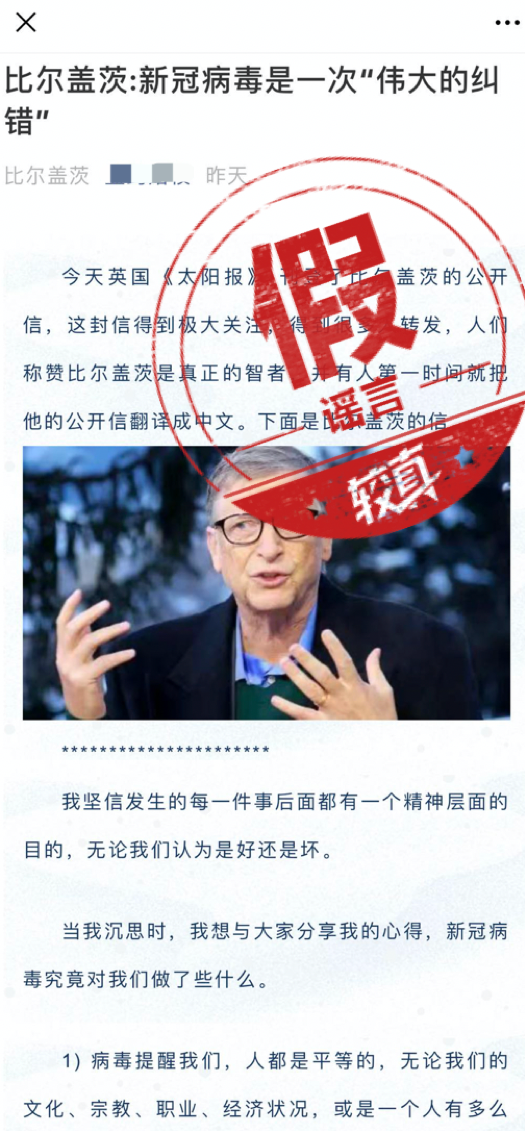 比尔盖茨:新冠病毒是一次“伟大的纠
错”
比尔盖茨 昨天
今天英国《太阳报》 了比尔盖茨的公开
信，这封信得到极大关注，得到很多 转发，人们
称赞比尔盖茨是真正的智者 并有人第一时间就把
他的公开信翻译成中文。下面是比尔盖茨的信
假
谣言
较真
**********************
我坚信发生的每一件事后面都有一个精神层面的
目的，无论我们认为是好还是坏。
当我沉思时，我想与大家分享我的心得，新冠病
毒究竟对我们做了些什么。
1) 病毒提醒我们，人都是平等的，无论我们的
文化、宗教、职业、经济状况，或是一个人有多么